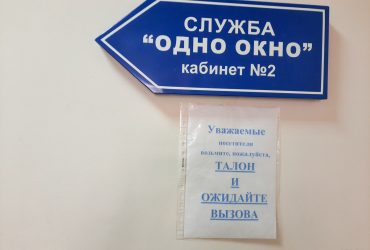 СЛУЖБА
“ОДНО ОКНО”
кабинет №2
Уважаемые
посетители
возьмите, пожалуйста,
ТАЛОН
И
ОЖИДАЙТЕ
ВЫЗОВА